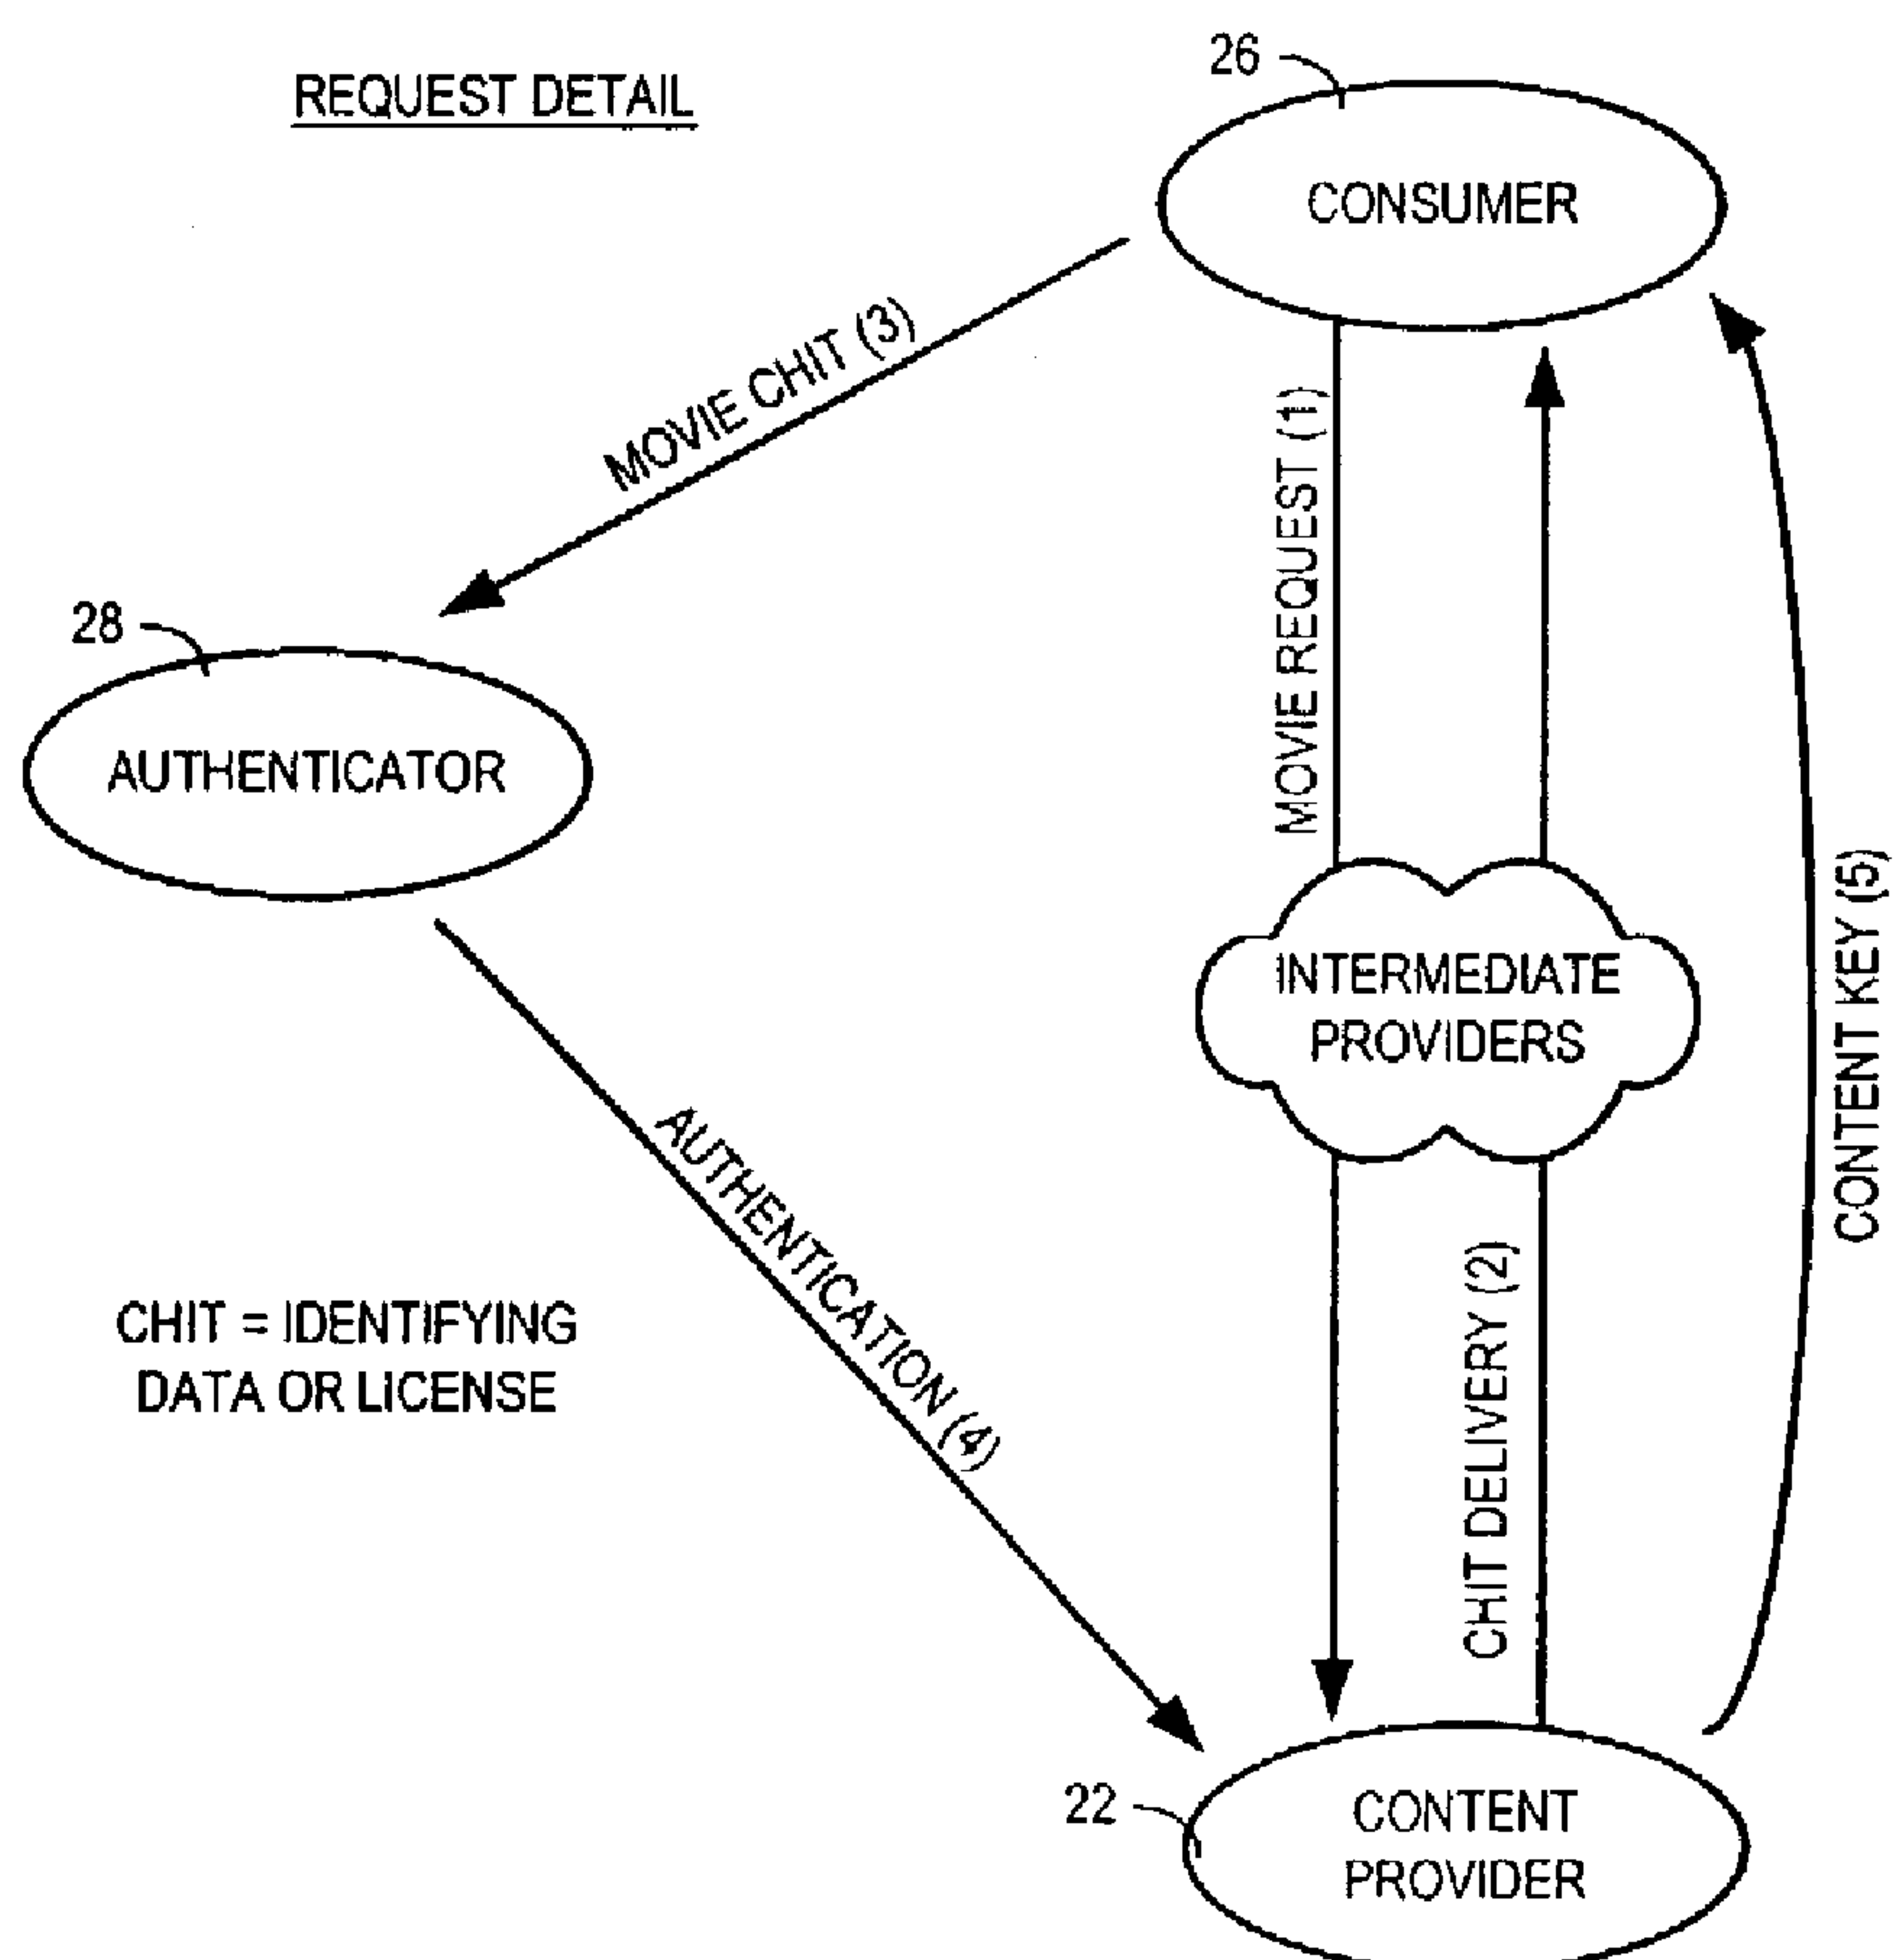 REQUEST DETAIL
26
CONSUMER
MOVIE CHIT (3)
MOVIE REQUEST (1)
28
AUTHENTICATOR
INTERMEDIATE
PROVIDERS
CONTENT KEY (5)
AUTHENTICATION (4)
CHIT DELIVERY (2)
CHIT = IDENTIFYING
DATA OR LICENSE
22
CONTENT
PROVIDER